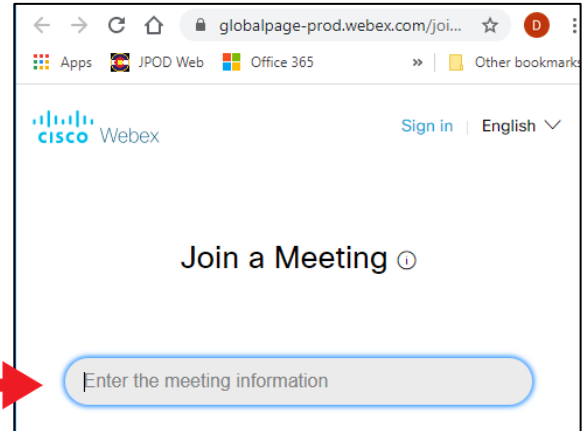 globalpage-prod.webex.com/joi...
D
Apps JPOD Web Office 365 » Other bookmarks
CISCO Webex
Sign in | English
Join a Meeting
Enter the meeting information